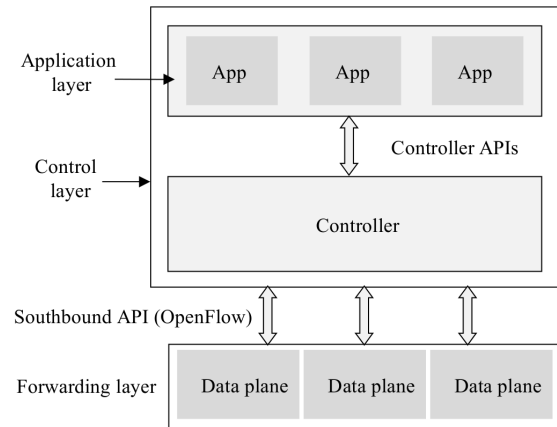 Application
layer
App
App
App
Controller APIs
Control
layer
Controller
Southbound API (OpenFlow)
Forwarding layer
Data plane
Data plane
Data plane